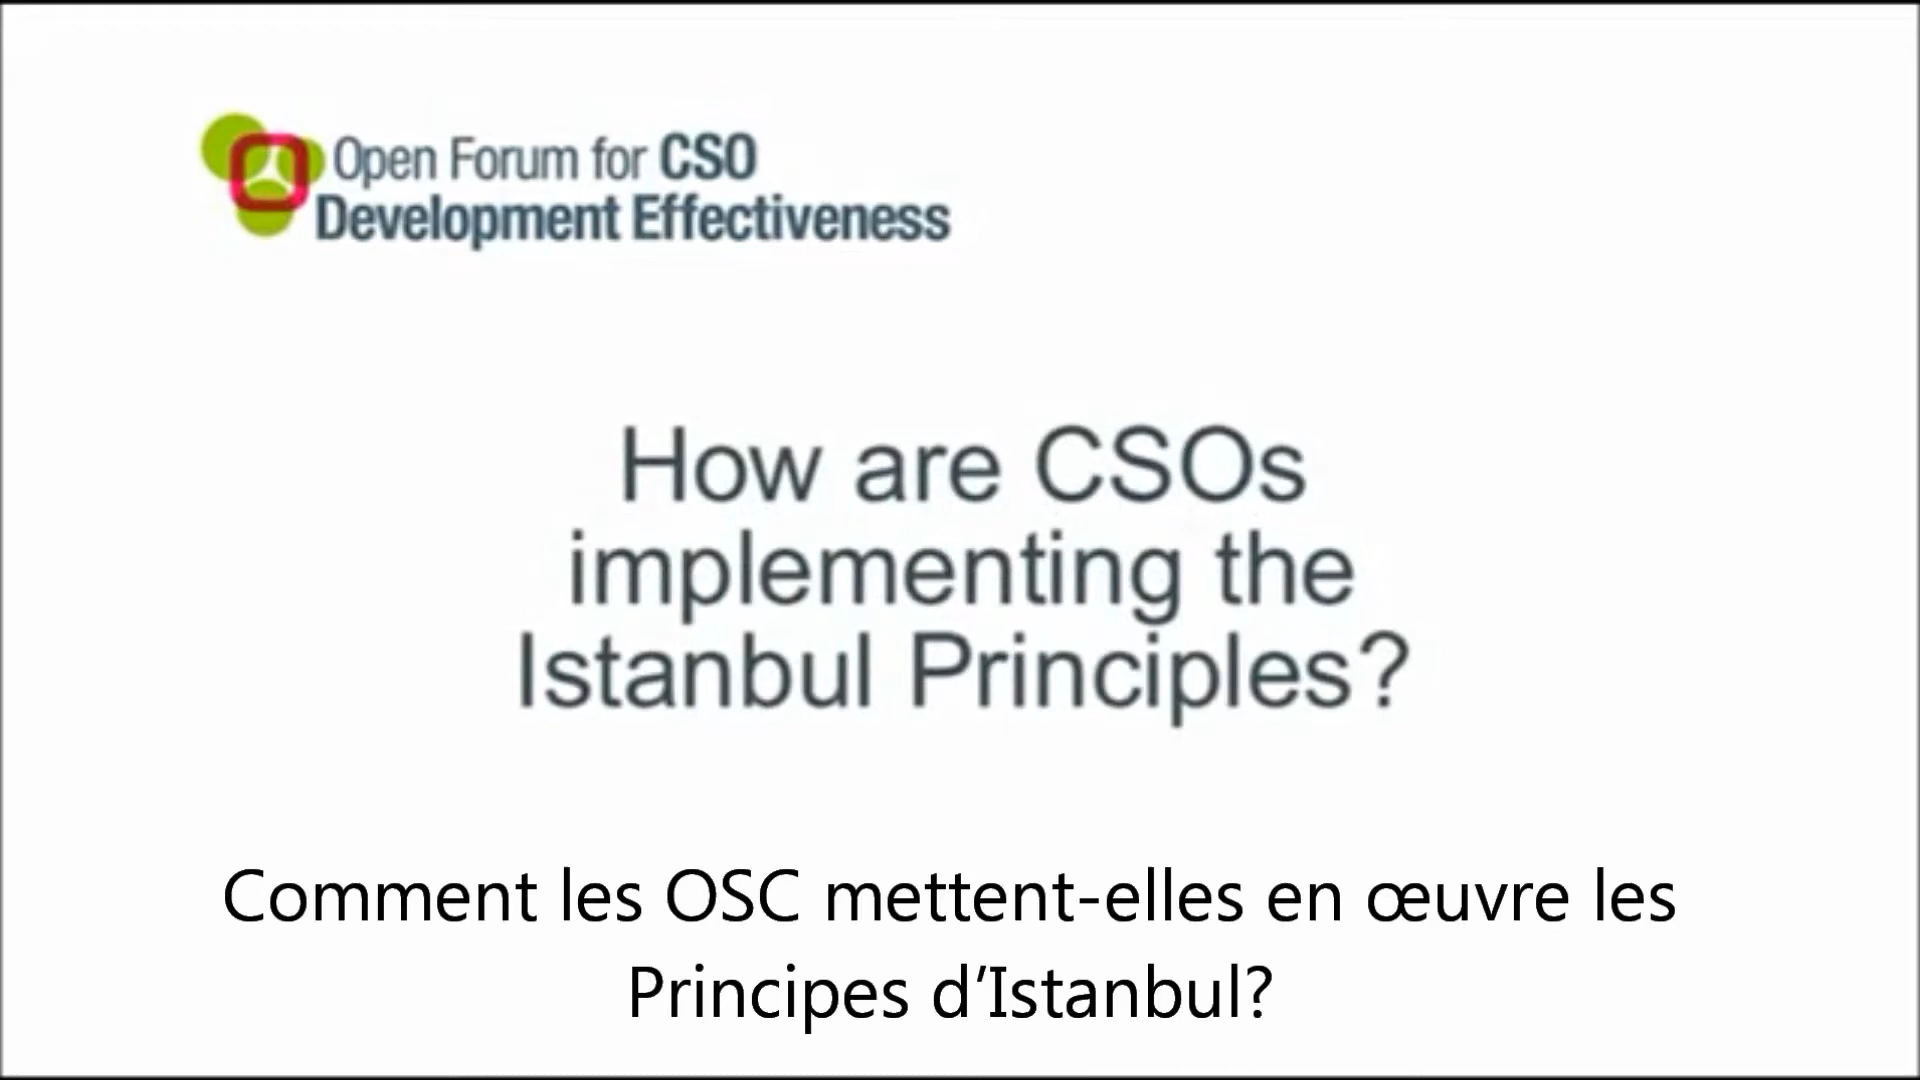 Open Forum for CSO
Development Effectiveness
How are CSOs
implementing the
Istanbul Principles?
Comment les OSC mettent-elles en œuvre les
Principes d’Istanbul?